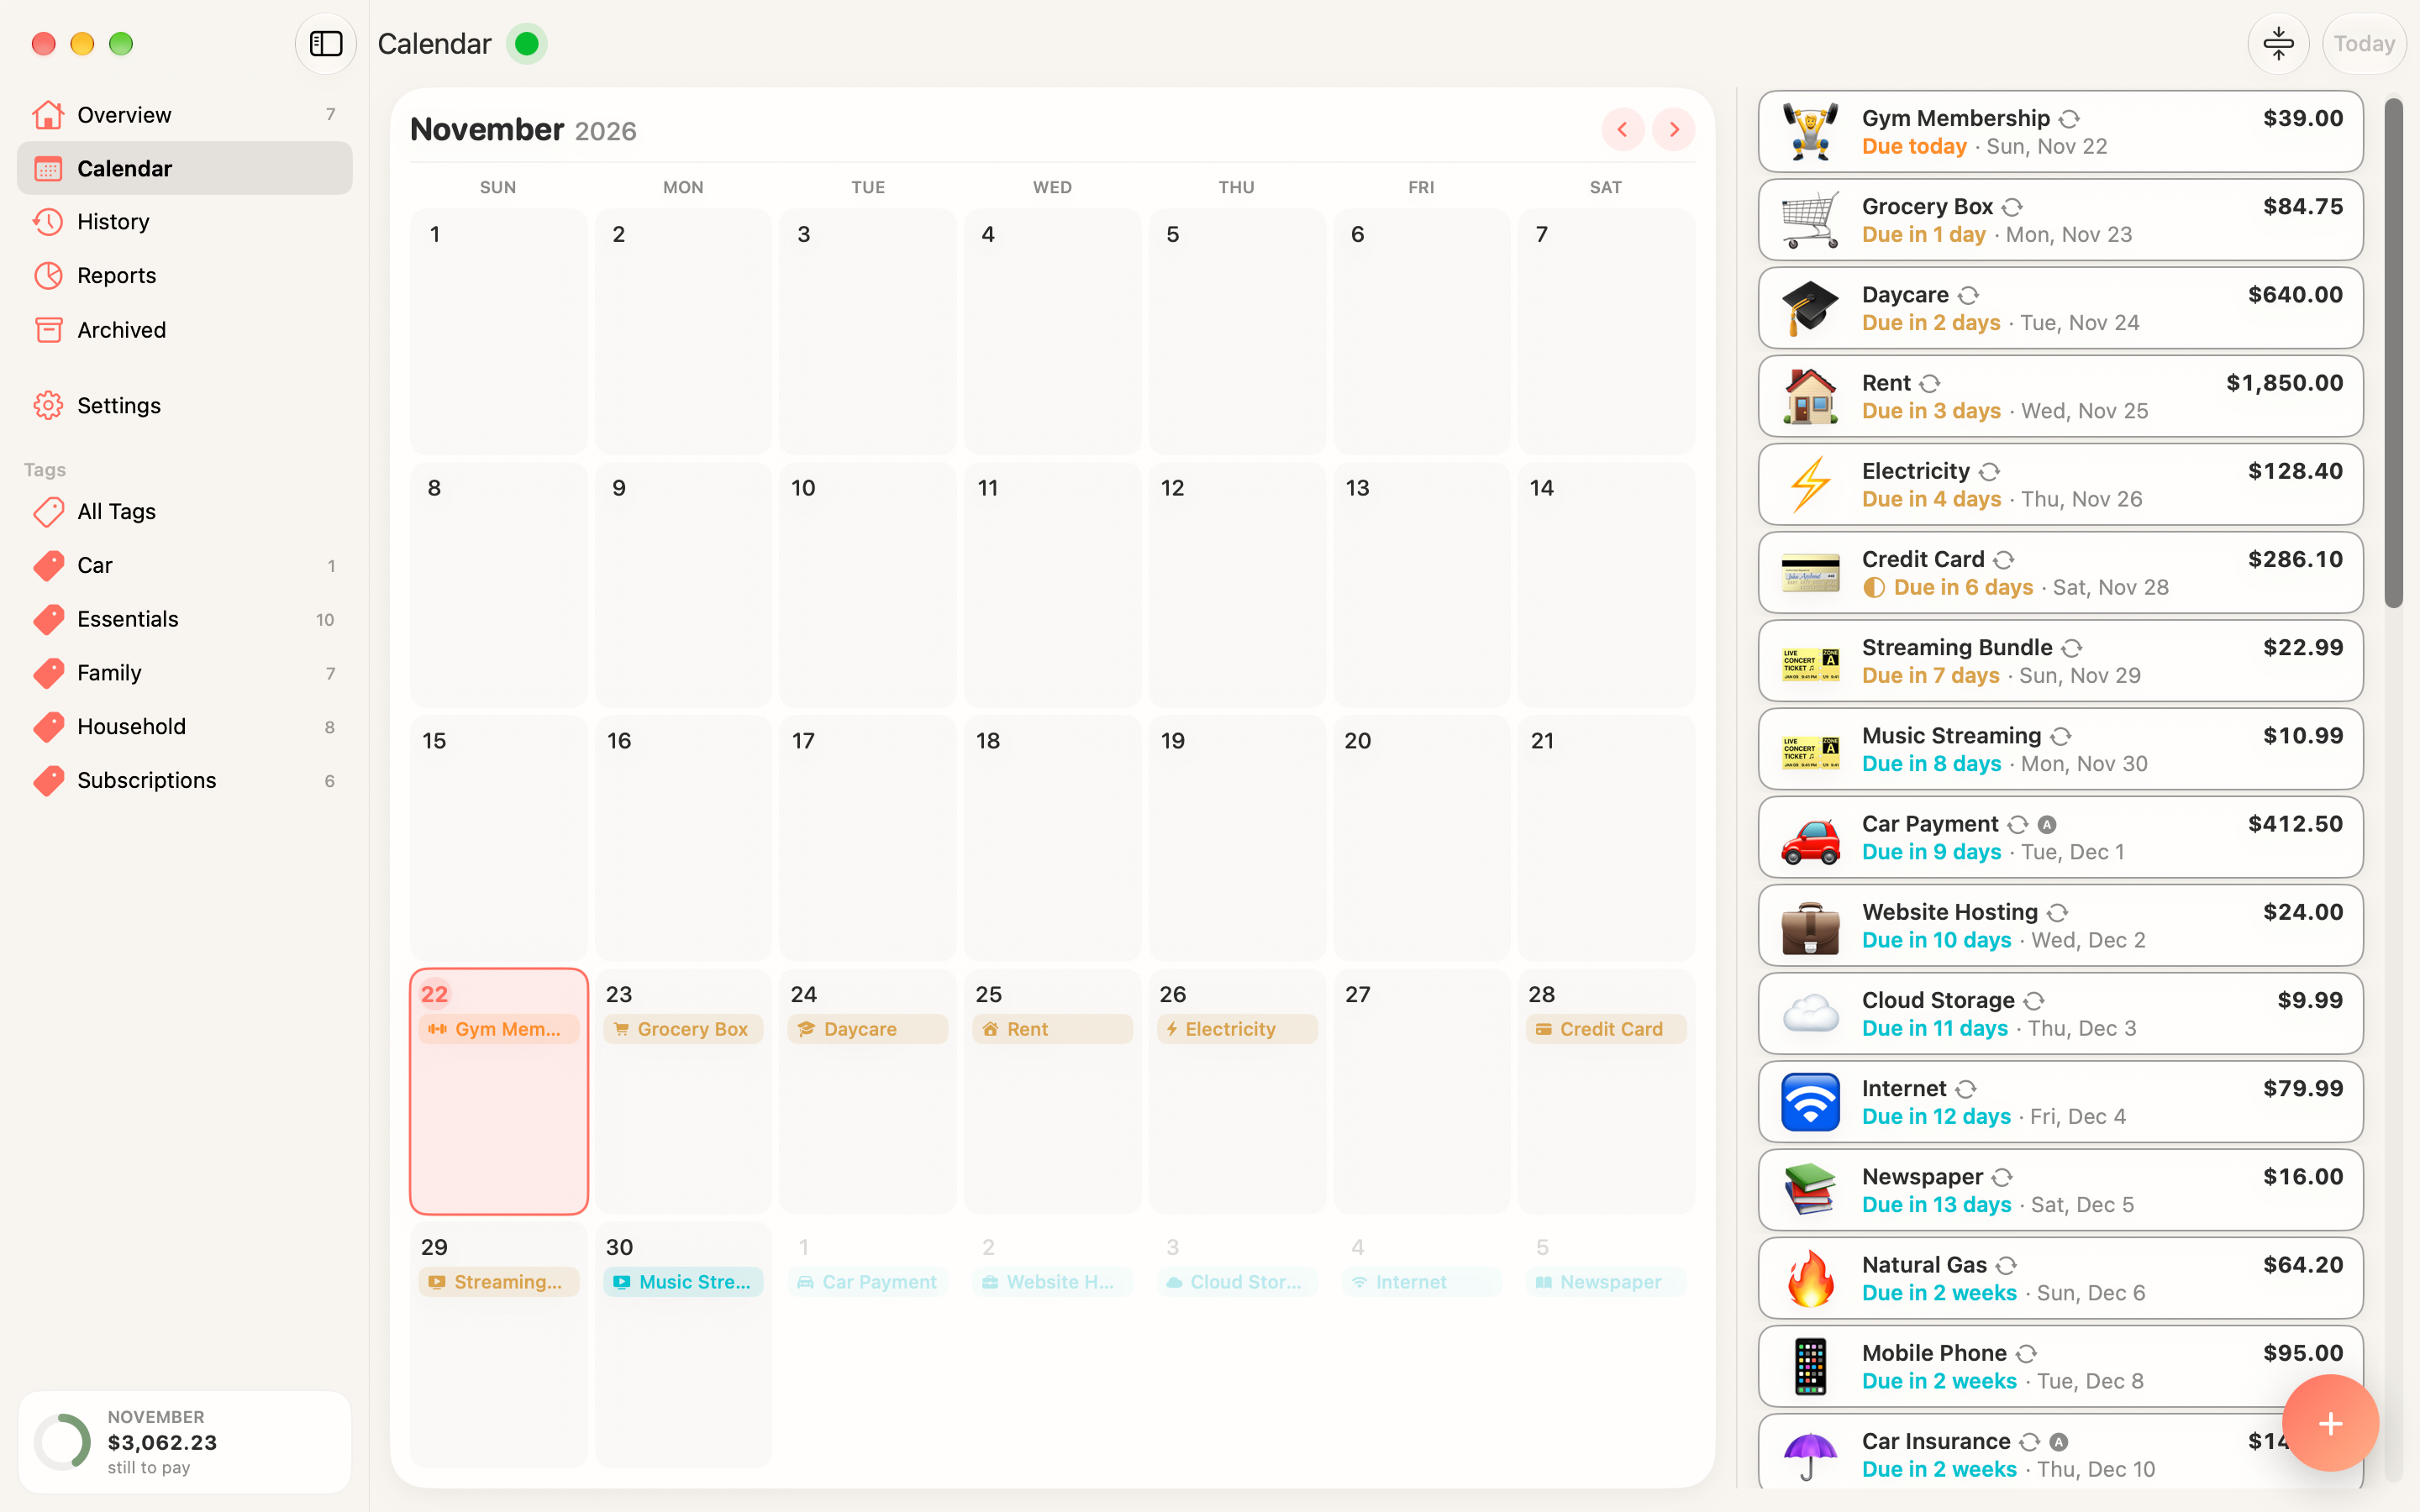 Calendar
Today
Overview 7
Calendar
History
Reports
Archived
Settings
Tags
All Tags
Car 1
Essentials 10
Family 7
Household 8
Subscriptions 6
NOVEMBER
$3,062.23
still to pay
November 2026
SUN MON TUE WED THU FRI SAT
1 2 3 4 5 6 7
8 9 10 11 12 13 14
15 16 17 18 19 20 21
22 23 24 25 26 27 28
Gym Mem... Grocery Box Daycare Rent Electricity Credit Card
29 30 1 2 3 4 5
Streaming... Music Stre... Car Payment Website H... Cloud Stor... Internet Newspaper
Gym Membership $39.00
Due today · Sun, Nov 22
Grocery Box $84.75
Due in 1 day · Mon, Nov 23
Daycare $640.00
Due in 2 days · Tue, Nov 24
Rent $1,850.00
Due in 3 days · Wed, Nov 25
Electricity $128.40
Due in 4 days · Thu, Nov 26
Credit Card $286.10
Due in 6 days · Sat, Nov 28
Streaming Bundle $22.99
Due in 7 days · Sun, Nov 29
Music Streaming $10.99
Due in 8 days · Mon, Nov 30
Car Payment A $412.50
Due in 9 days · Tue, Dec 1
Website Hosting $24.00
Due in 10 days · Wed, Dec 2
Cloud Storage $9.99
Due in 11 days · Thu, Dec 3
Internet $79.99
Due in 12 days · Fri, Dec 4
Newspaper $16.00
Due in 13 days · Sat, Dec 5
Natural Gas $64.20
Due in 2 weeks · Sun, Dec 6
Mobile Phone $95.00
Due in 2 weeks · Tue, Dec 8
Car Insurance A
Due in 2 weeks · Thu, Dec 10